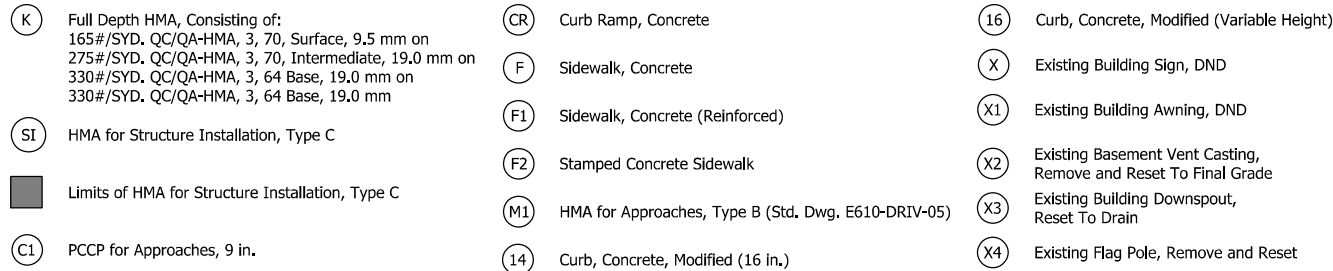 K
Full Depth HMA, Consisting of:
165#/SYD. QC/QA-HMA, 3, 70, Surface, 9.5 mm on
275#/SYD. QC/QA-HMA, 3, 70, Intermediate, 19.0 mm on
330#/SYD. QC/QA-HMA, 3, 64 Base, 19.0 mm on
330#/SYD. QC/QA-HMA, 3, 64 Base, 19.0 mm
SI
HMA for Structure Installation, Type C
Limits of HMA for Structure Installation, Type C
C1
PCCP for Approaches, 9 in.
CR
Curb Ramp, Concrete
F
Sidewalk, Concrete
F1
Sidewalk, Concrete (Reinforced)
F2
Stamped Concrete Sidewalk
M1
HMA for Approaches, Type B (Std. Dwg. E610-DRIV-05)
14
Curb, Concrete, Modified (16 in.)
16
Curb, Concrete, Modified (Variable Height)
X
Existing Building Sign, DND
X1
Existing Building Awning, DND
X2
Existing Basement Vent Casting,
Remove and Reset To Final Grade
X3
Existing Building Downspout,
Reset To Drain
X4
Existing Flag Pole, Remove and Reset